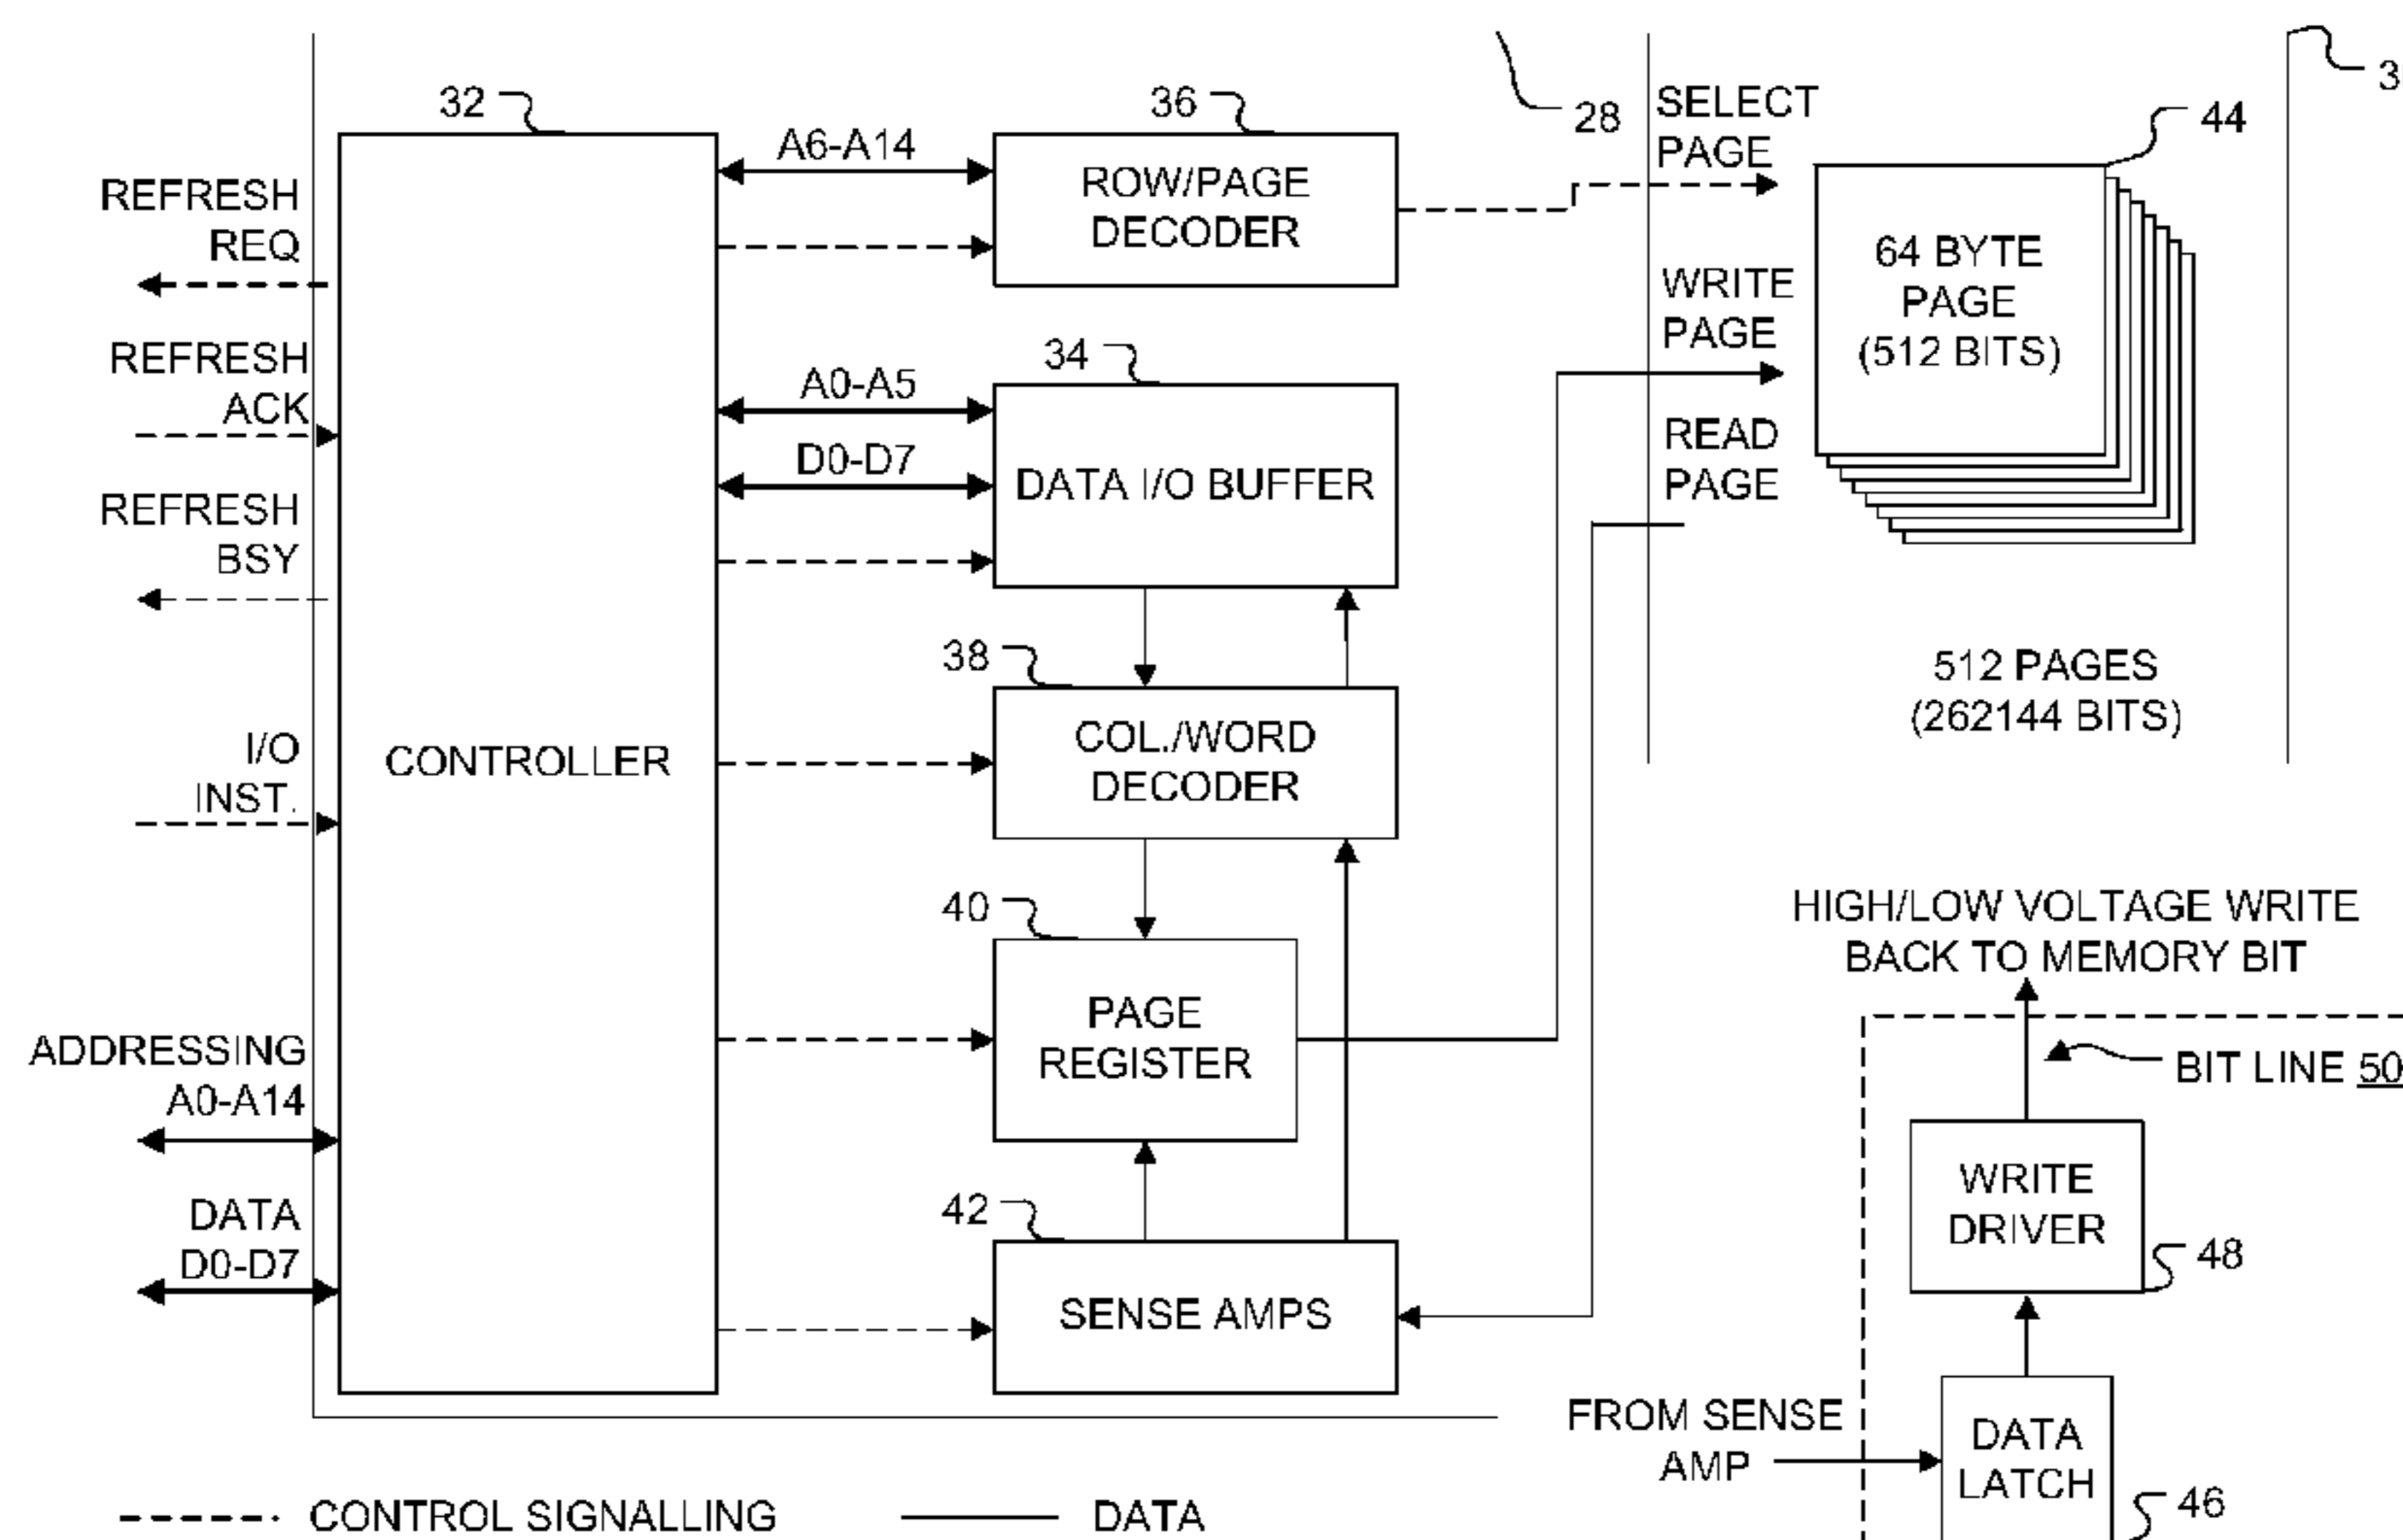 32
36
28
3
44
A6-A14
ROW/PAGE
DECODER
SELECT
PAGE
REFRESH
REQ
64 BYTE
PAGE
(512 BITS)
WRITE
PAGE
REFRESH
ACK
34
A0-A5
D0-D7
DATA I/O BUFFER
READ
PAGE
REFRESH
BSY
38
COL./WORD
DECODER
512 PAGES
(262144 BITS)
I/O
INST.
CONTROLLER
40
PAGE
REGISTER
HIGH/LOW VOLTAGE WRITE
BACK TO MEMORY BIT
ADDRESSING
A0-A14
BIT LINE 50
WRITE
DRIVER
48
DATA
D0-D7
42
SENSE AMPS
FROM SENSE
AMP
DATA
LATCH
46
CONTROL SIGNALLING
DATA